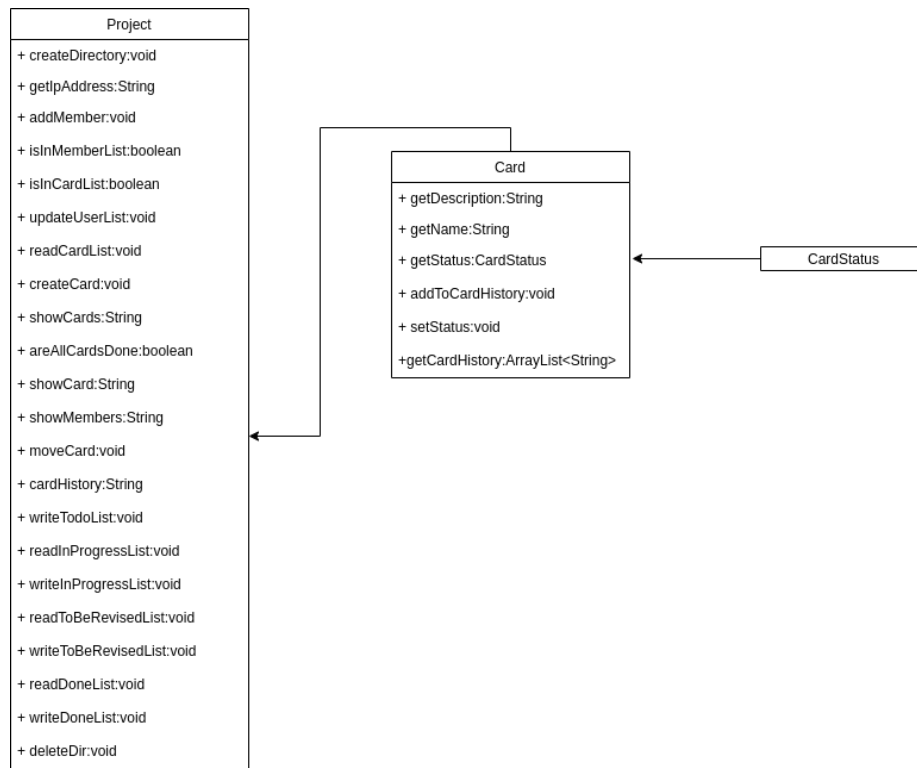 Project
+ createDirectory:void
+ getIpAddress:String
+ addMember:void
+ isInMemberList:boolean
+ isInCardList:boolean
+ updateUserList:void
+ readCardList:void
+ createCard:void
+ showCards:String
+ areAllCardsDone:boolean
+ showCard:String
+ showMembers:String
+ moveCard:void
+ cardHistory:String
+ writeTodoList:void
+ readInProgressList:void
+ writeInProgressList:void
+ readToBeRevisedList:void
+ writeToBeRevisedList:void
+ readDoneList:void
+ writeDoneList:void
+ deleteDir:void
Card
+ getDescription:String
+ getName:String
+ getStatus:CardStatus
+ addToCardHistory:void
+ setStatus:void
+getCardHistory:ArrayList<String>
CardStatus